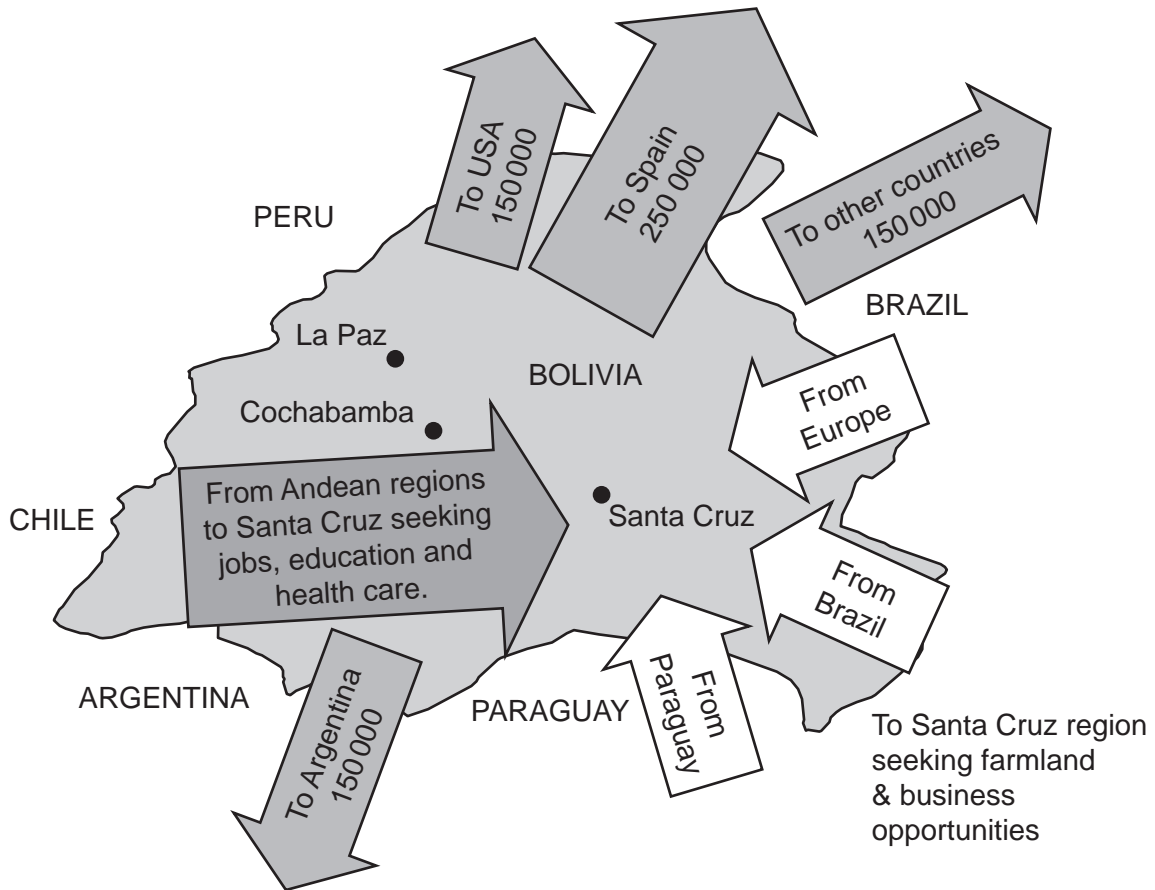 To USA
150 000
To Spain
250 000
To other countries
150 000
PERU
BRAZIL
La Paz
BOLIVIA
Cochabamba
From
Europe
From Andean regions
to Santa Cruz seeking
jobs, education and
health care.
CHILE
Santa Cruz
From
Brazil
ARGENTINA
To Argentina
150 000
PARAGUAY
From
Paraguay
To Santa Cruz region
seeking farmland
& business
opportunities